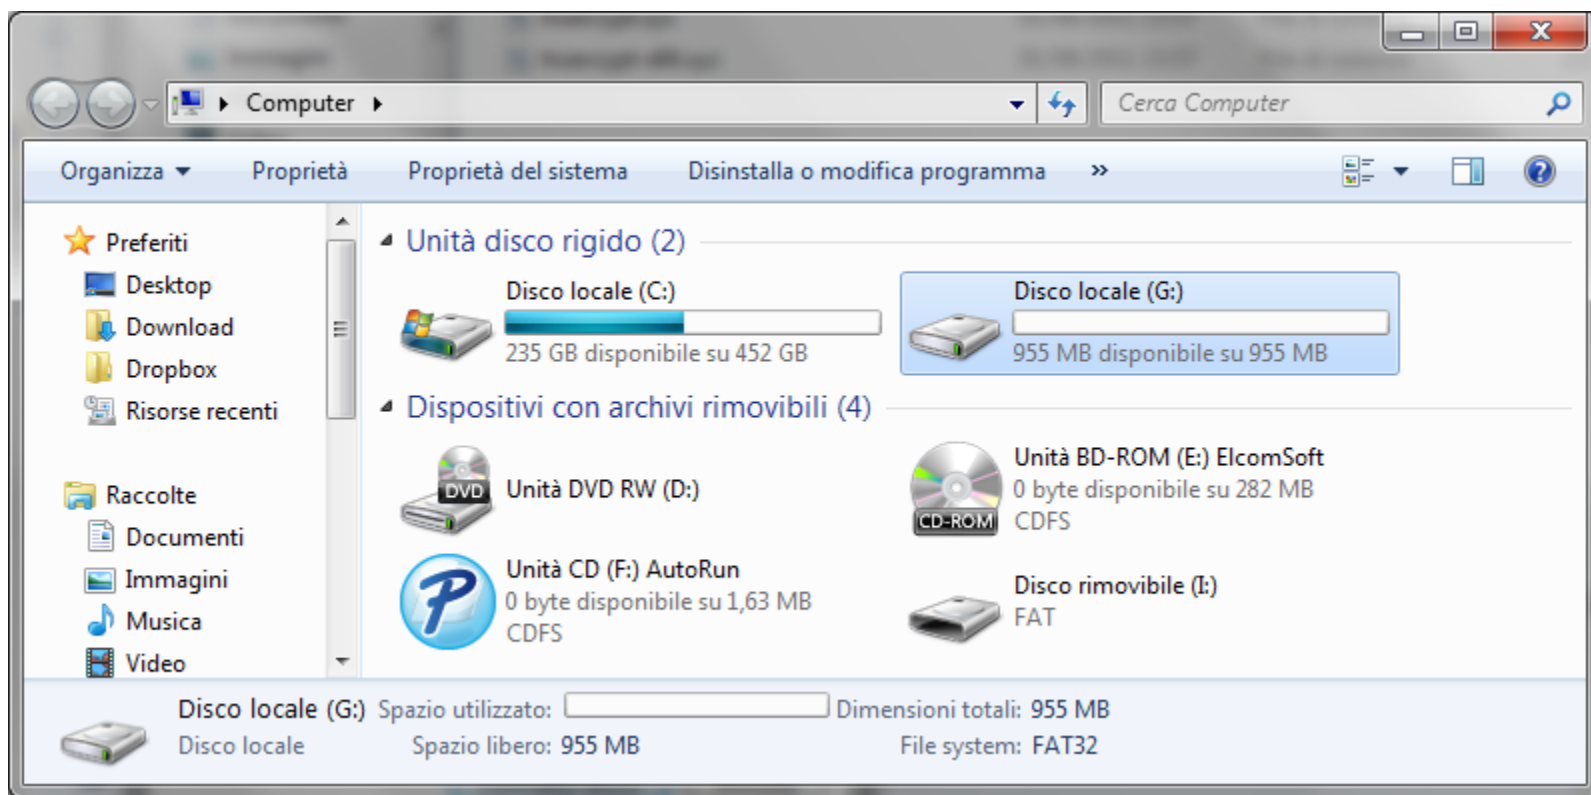 Computer
Cerca Computer
Organizza
Proprietà
Proprietà del sistema
Disinstalla o modifica programma
»
Preferiti
Desktop
Download
Dropbox
Risorse recenti
Raccolte
Documenti
Immagini
Musica
Video
Unità disco rigido (2)
Disco locale (C:)
235 GB disponibile su 452 GB
Disco locale (G:)
955 MB disponibile su 955 MB
Dispositivi con archivi rimovibili (4)
DVD
Unità DVD RW (D:)
CD-ROM
Unità BD-ROM (E:) ElcomSoft
0 byte disponibile su 282 MB
CDFS
Unità CD (F:) AutoRun
0 byte disponibile su 1,63 MB
CDFS
Disco rimovibile (I:)
FAT
Disco locale (G:) Spazio utilizzato: Dimensioni totali: 955 MB
Disco locale Spazio libero: 955 MB File system: FAT32